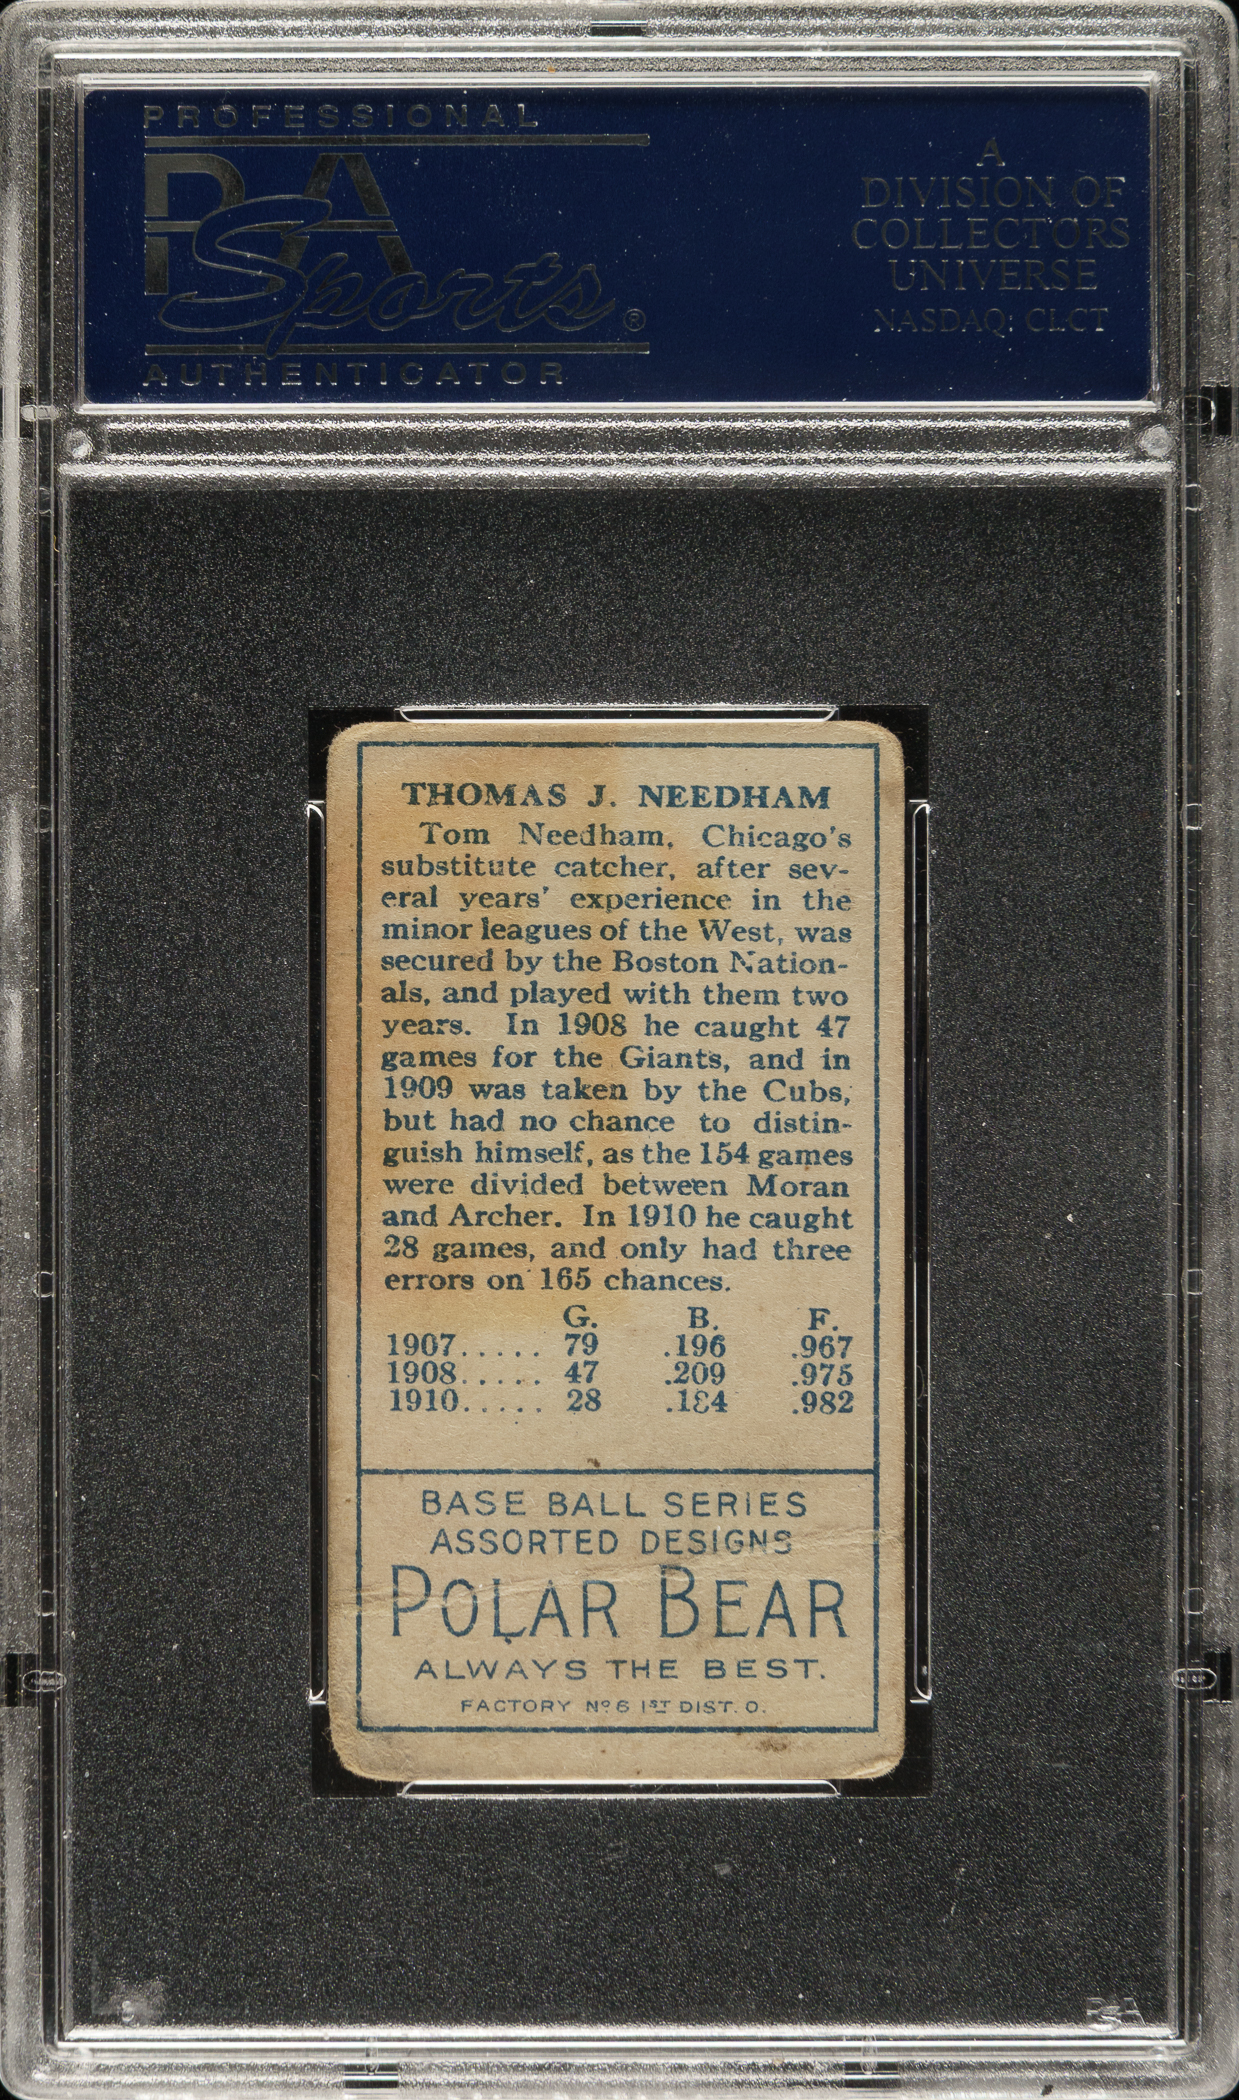 PROFESSIONAL
PSA
Sports®
AUTHENTICATOR
A
DIVISION OF
COLLECTORS
UNIVERSE
NASDAQ: CLCT
THOMAS J. NEEDHAM
Tom Needham, Chicago's
substitute catcher, after sev-
eral years' experience in the
minor leagues of the West, was
secured by the Boston Nation-
als, and played with them two
years. In 1908 he caught 47
games for the Giants, and in
1909 was taken by the Cubs,
but had no chance to distin-
guish himself, as the 154 games
were divided between Moran
and Archer. In 1910 he caught
28 games, and only had three
errors on 165 chances.
G. B. F.
1907..... 79 .196 .967
1908..... 47 .209 .975
1910..... 28 .184 .982
BASE BALL SERIES
ASSORTED DESIGNS
POLAR BEAR
ALWAYS THE BEST.
FACTORY Nº 6 1ST DIST. O.
PSA